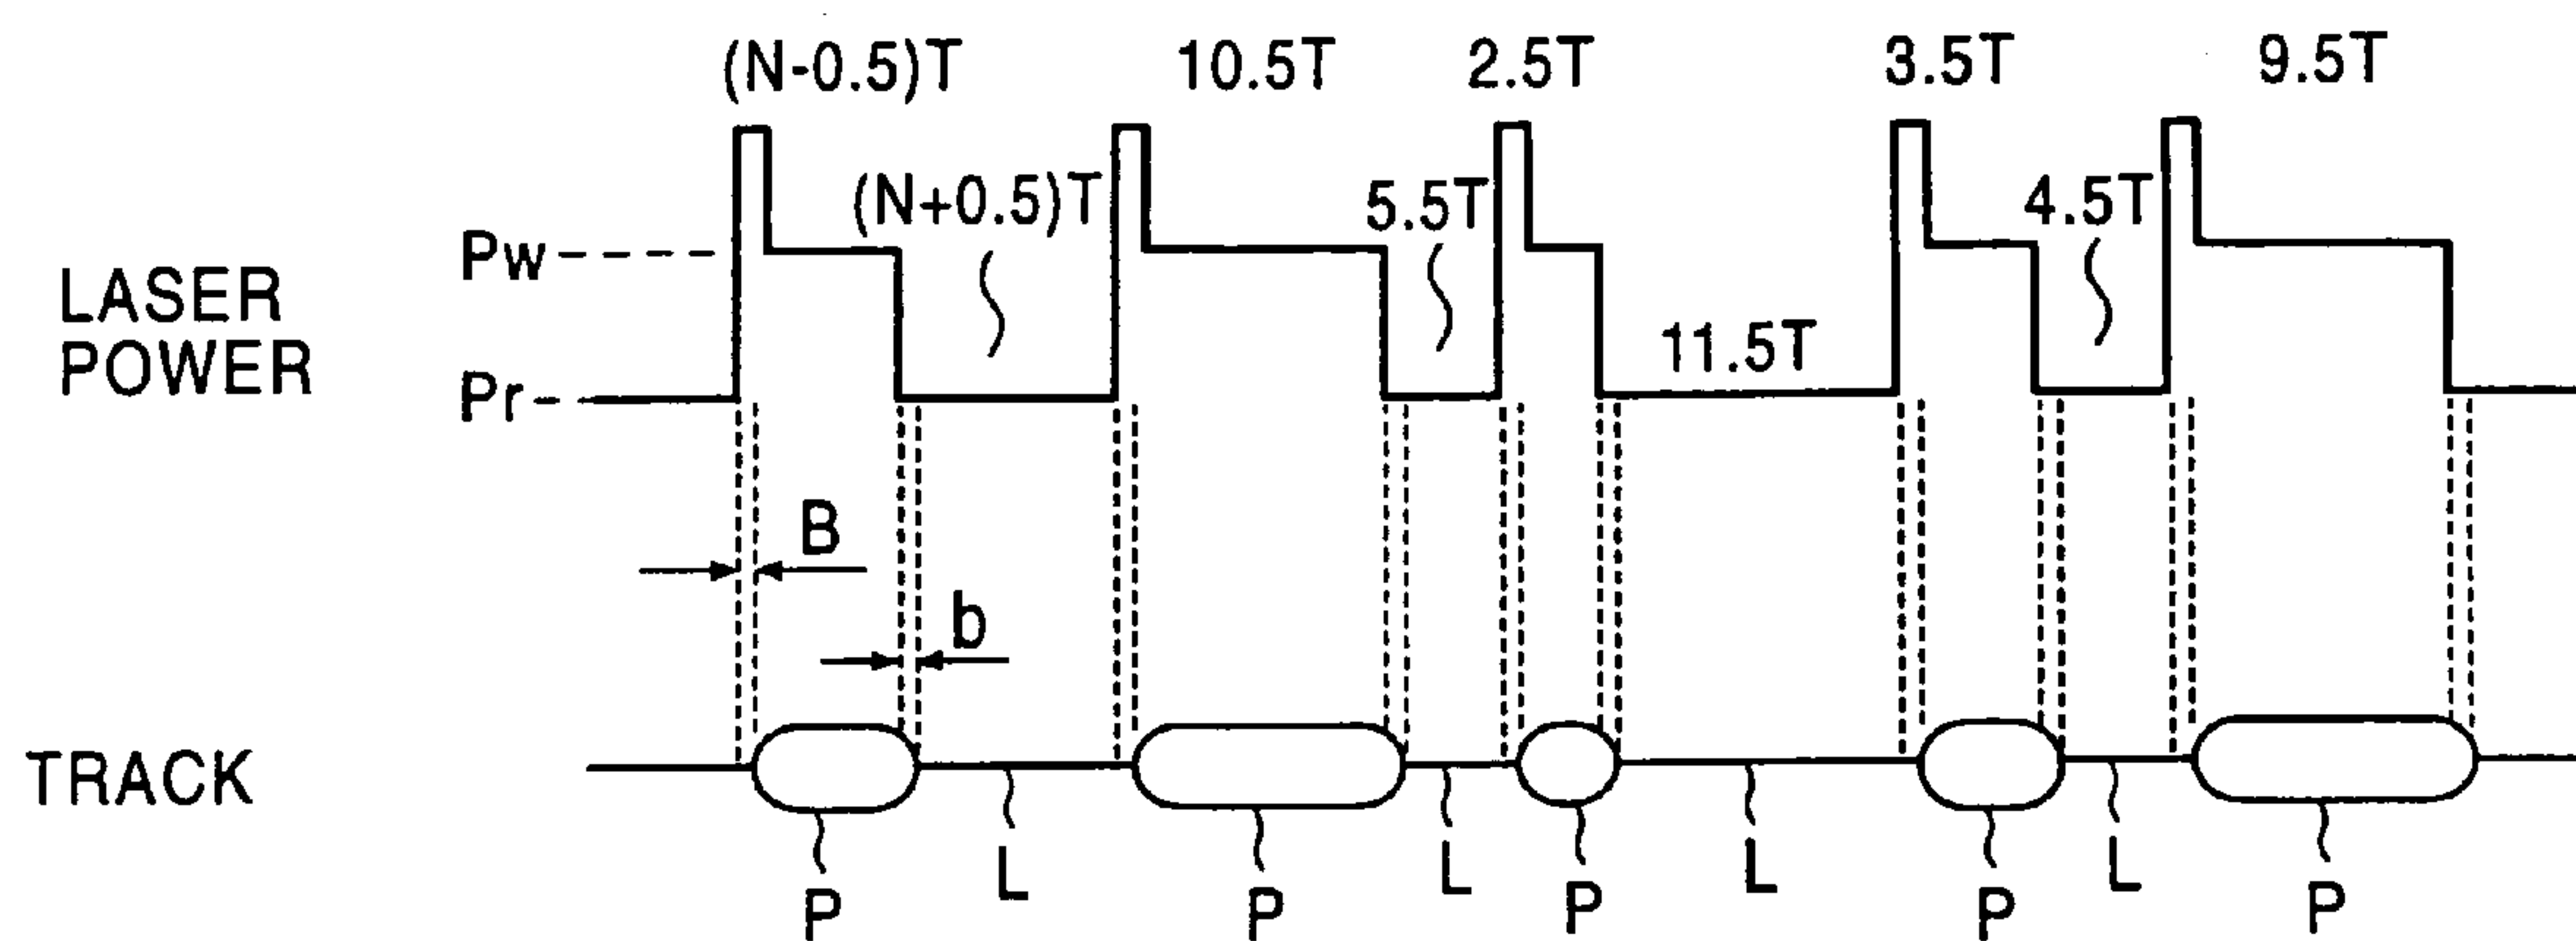 (N-0.5)T 10.5T 2.5T 3.5T 9.5T
(N+0.5)T 5.5T 4.5T
Pw
LASER
POWER
11.5T
Pr
B
b
TRACK
P L P L P L P L P